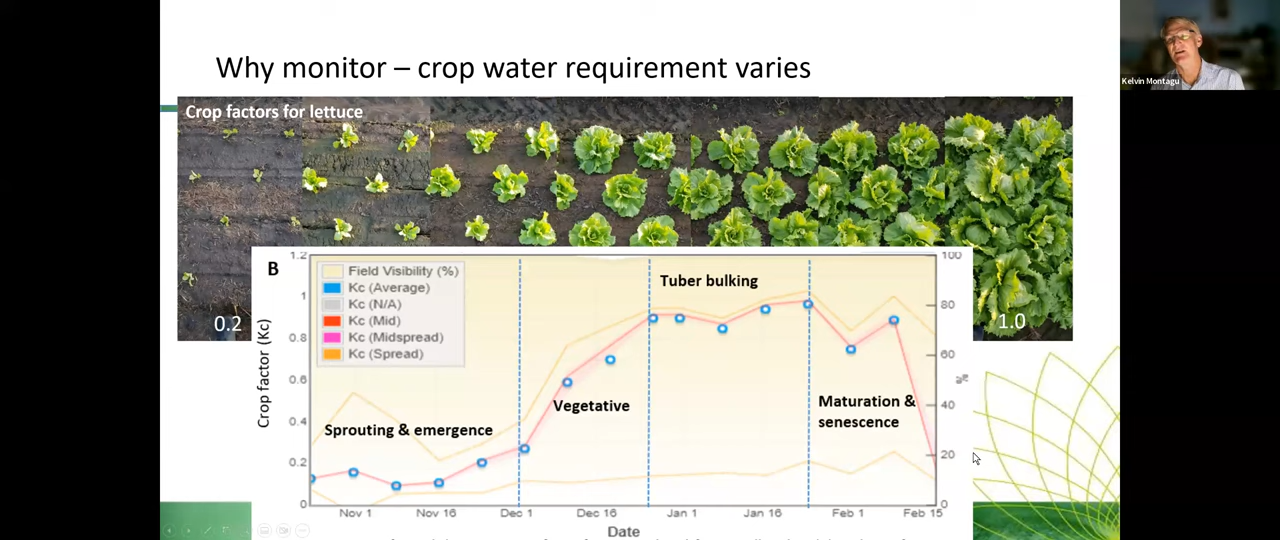 Why monitor – crop water requirement varies
Kelvin Montagu
Crop factors for lettuce
0.2
1.0
B
Field Visibility (%)
Kc (Average)
Kc (N/A)
Kc (Mid)
Kc (Midspread)
Kc (Spread)
Tuber bulking
Vegetative
Sprouting & emergence
Maturation &
senescence
Crop factor (Kc)
1.2
1
0.8
0.6
0.4
0.2
0
100
80
60
40
20
0
%
Nov 1
Nov 16
Dec 1
Dec 16
Jan 1
Jan 16
Feb 1
Feb 15
Date